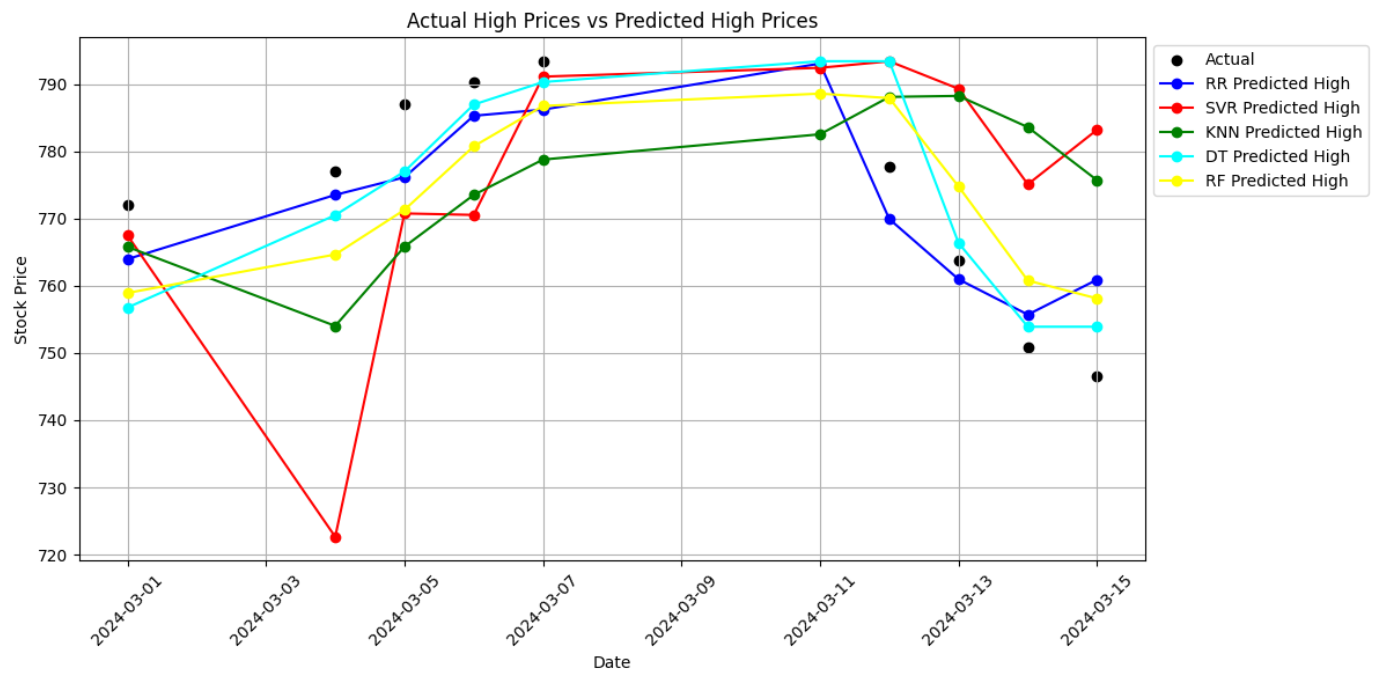 Actual High Prices vs Predicted High Prices
Stock Price
790
780
770
760
750
740
730
720
2024-03-01
2024-03-03
2024-03-05
2024-03-07
2024-03-09
2024-03-11
2024-03-13
2024-03-15
Date
Actual
RR Predicted High
SVR Predicted High
KNN Predicted High
DT Predicted High
RF Predicted High